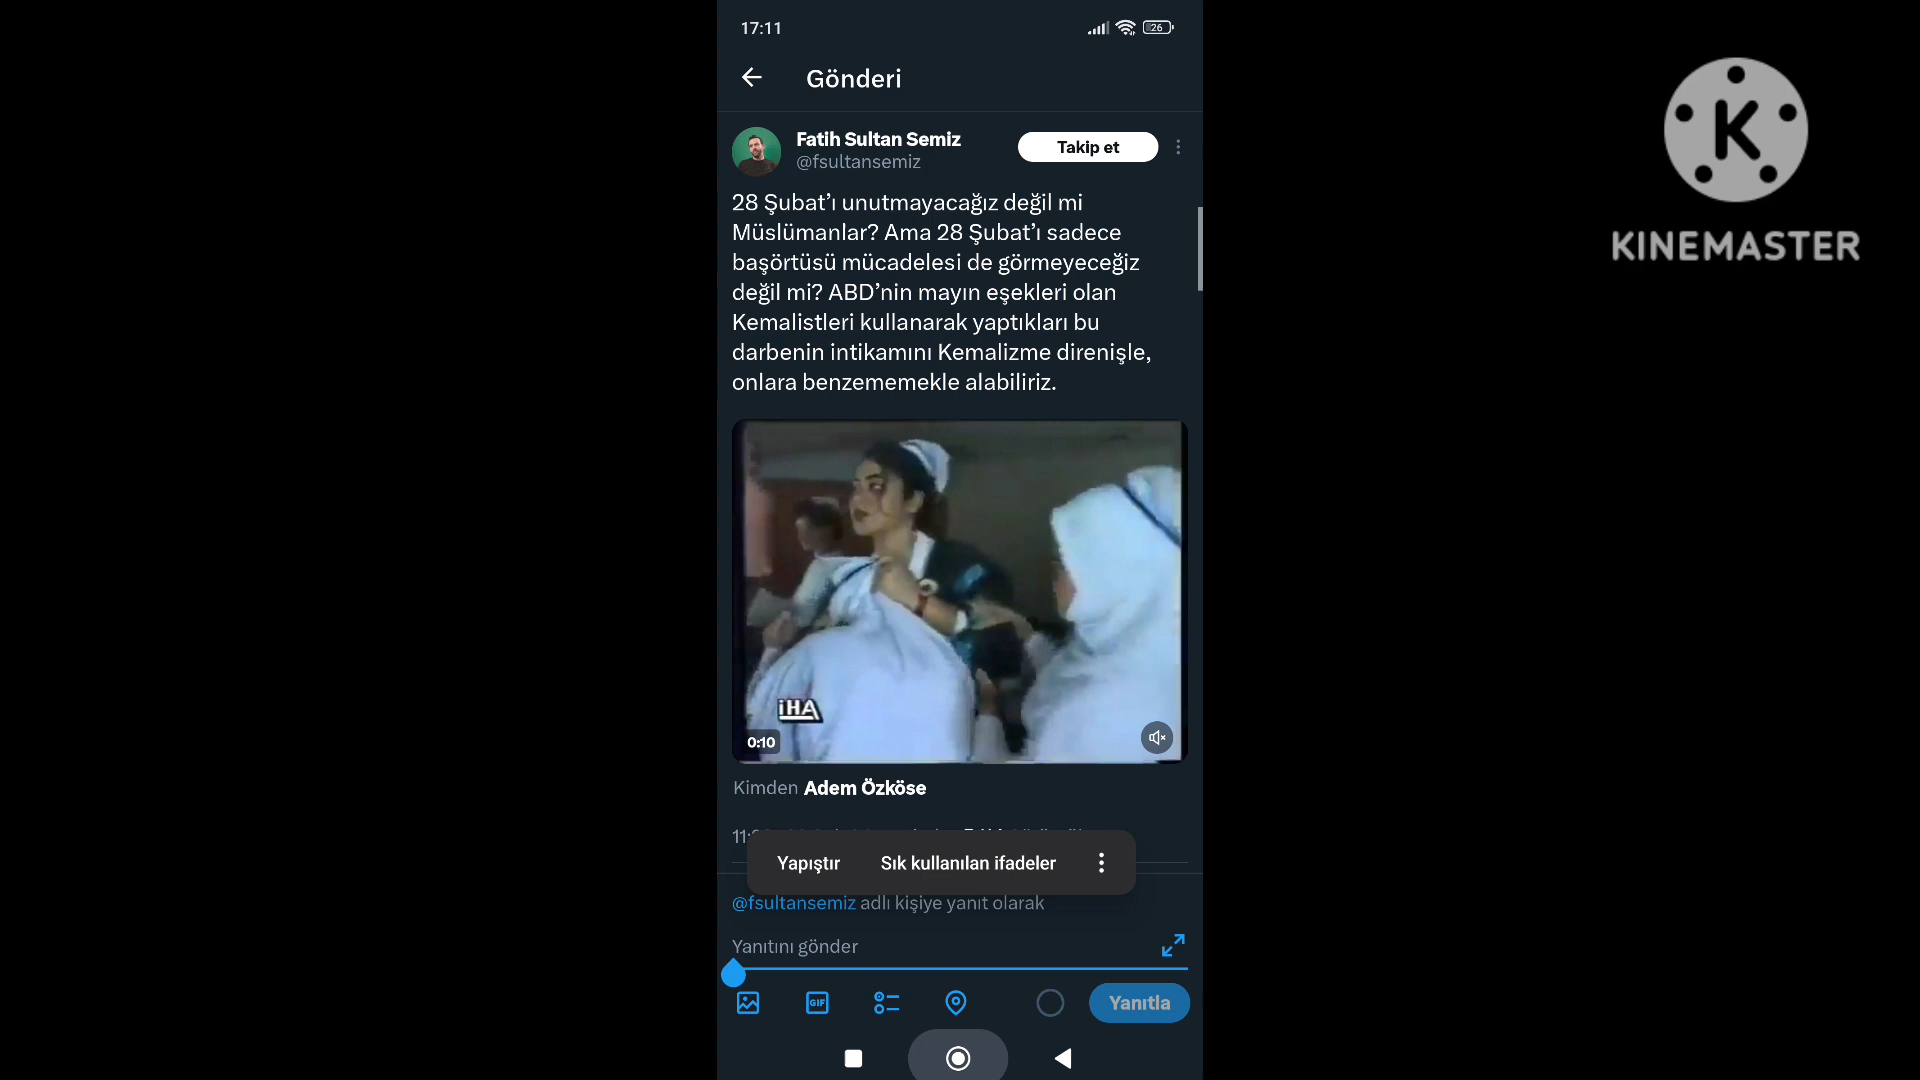 17:11
26
Gönderi
Fatih Sultan Semiz
Takip et
@fsultansemiz
28 Şubat’ı unutmayacağız değil mi
Müslümanlar? Ama 28 Şubat’ı sadece
başörtüsü mücadelesi de görmeyeceğiz
değil mi? ABD’nin mayın eşekleri olan
Kemalistleri kullanarak yaptıkları bu
darbenin intikamını Kemalizme direnişle,
onlara benzememekle alabiliriz.
iHA
0:10
Kimden Adem Özköse
Yapıştır Sık kullanılan ifadeler
@fsultansemiz adlı kişiye yanıt olarak
Yanıtını gönder
GIF
Yanıtla
K
KINEMASTER